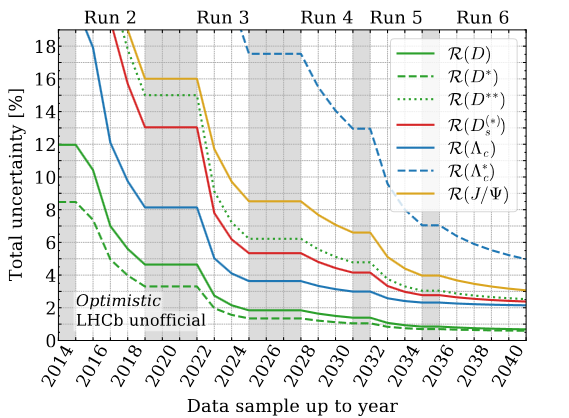 Run 2 Run 3 Run 4 Run 5 Run 6
Total uncertainty [%]
18
16
14
12
10
8
6
4
2
0
R(D)
R(D*)
R(D**)
R(D_s^(*))
R(Λ_c)
R(Λ_c^*)
R(J/Ψ)
Optimistic
LHCb unofficial
2014 2016 2018 2020 2022 2024 2026 2028 2030 2032 2034 2036 2038 2040
Data sample up to year